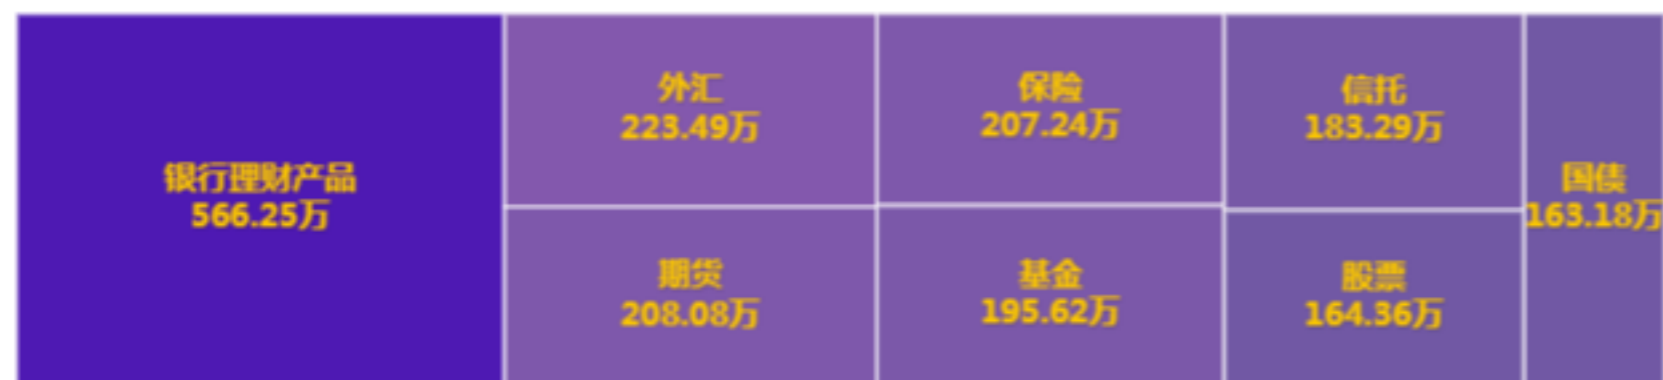 银行理财产品
566.25万
外汇
223.49万
期货
208.08万
保险
207.24万
基金
195.62万
信托
183.29万
股票
164.36万
国债
163.18万